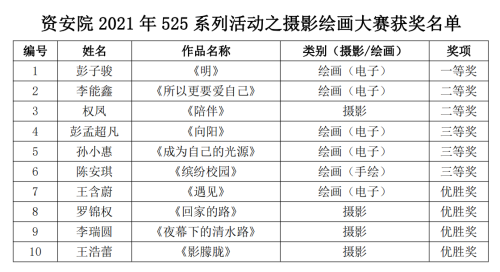 资安院 2021 年 525 系列活动之摄影绘画大赛获奖名单
编号 姓名 作品名称 类别（摄影/绘画） 奖项
1 彭子骏 《明》 绘画（电子） 一等奖
2 李能鑫 《所以更要爱自己》 绘画（电子） 二等奖
3 权凤 《陪伴》 摄影 二等奖
4 彭孟超凡 《向阳》 绘画（电子） 三等奖
5 孙小惠 《成为自己的光源》 绘画（电子） 三等奖
6 陈安琪 《缤纷校园》 绘画（手绘） 三等奖
7 王含蔚 《遇见》 绘画（电子） 优胜奖
8 罗锦权 《回家的路》 摄影 优胜奖
9 李瑞圆 《夜幕下的清水路》 摄影 优胜奖
10 王浩蕾 《影朦胧》 摄影 优胜奖